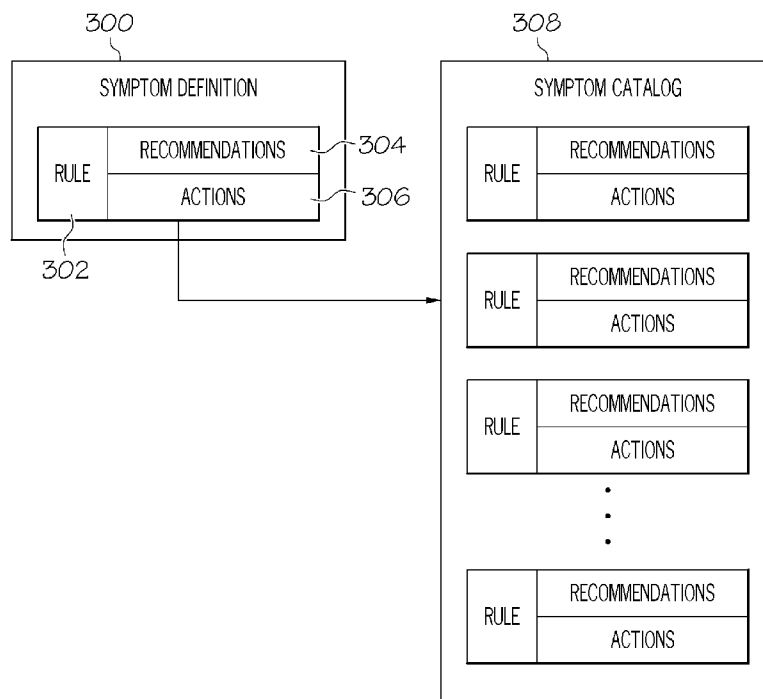 300
SYMPTOM DEFINITION
RULE
RECOMMENDATIONS
ACTIONS
304
306
302
308
SYMPTOM CATALOG
RULE
RECOMMENDATIONS
ACTIONS
RULE
RECOMMENDATIONS
ACTIONS
RULE
RECOMMENDATIONS
ACTIONS
RULE
RECOMMENDATIONS
ACTIONS